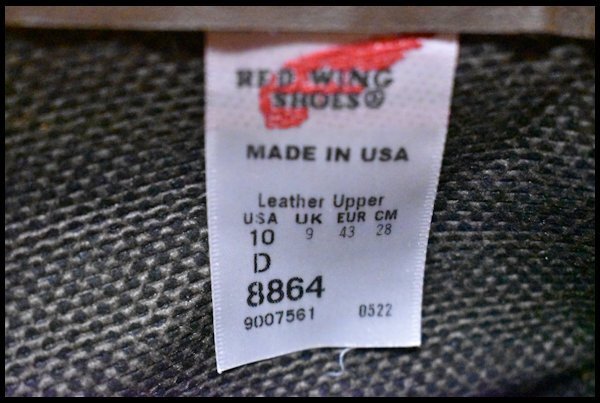 RED WING
SHOES®
MADE IN USA
Leather Upper
USA UK EUR CM
10 9 43 28
D
8864
9007561 0522